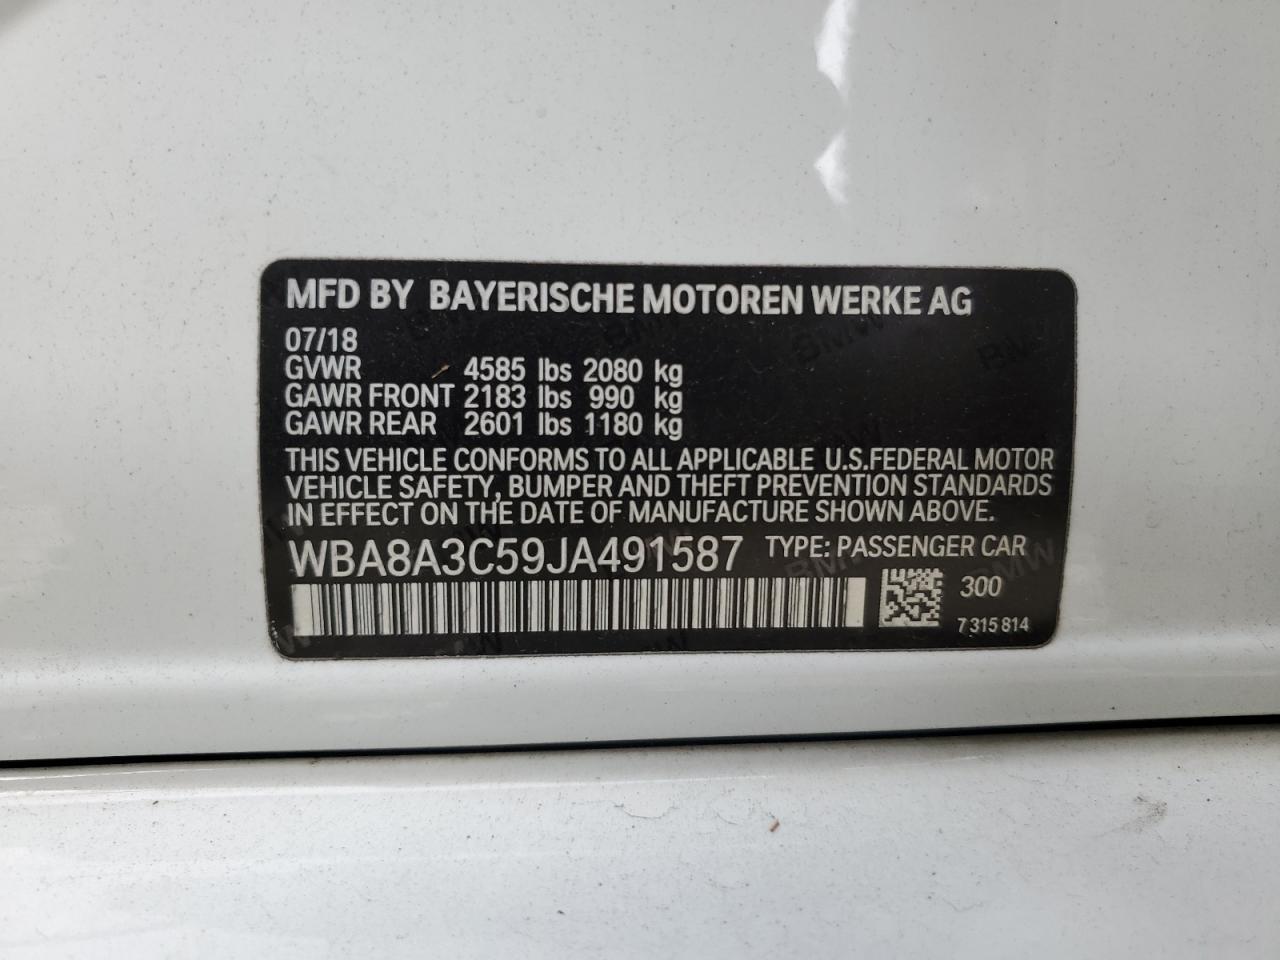 MFD BY BAYERISCHE MOTOREN WERKE AG
07/18
GVWR 4585 lbs 2080 kg
GAWR FRONT 2183 lbs 990 kg
GAWR REAR 2601 lbs 1180 kg
THIS VEHICLE CONFORMS TO ALL APPLICABLE U.S.FEDERAL MOTOR
VEHICLE SAFETY, BUMPER AND THEFT PREVENTION STANDARDS
IN EFFECT ON THE DATE OF MANUFACTURE SHOWN ABOVE.
WBA8A3C59JA491587 TYPE: PASSENGER CAR
300
7 315 814